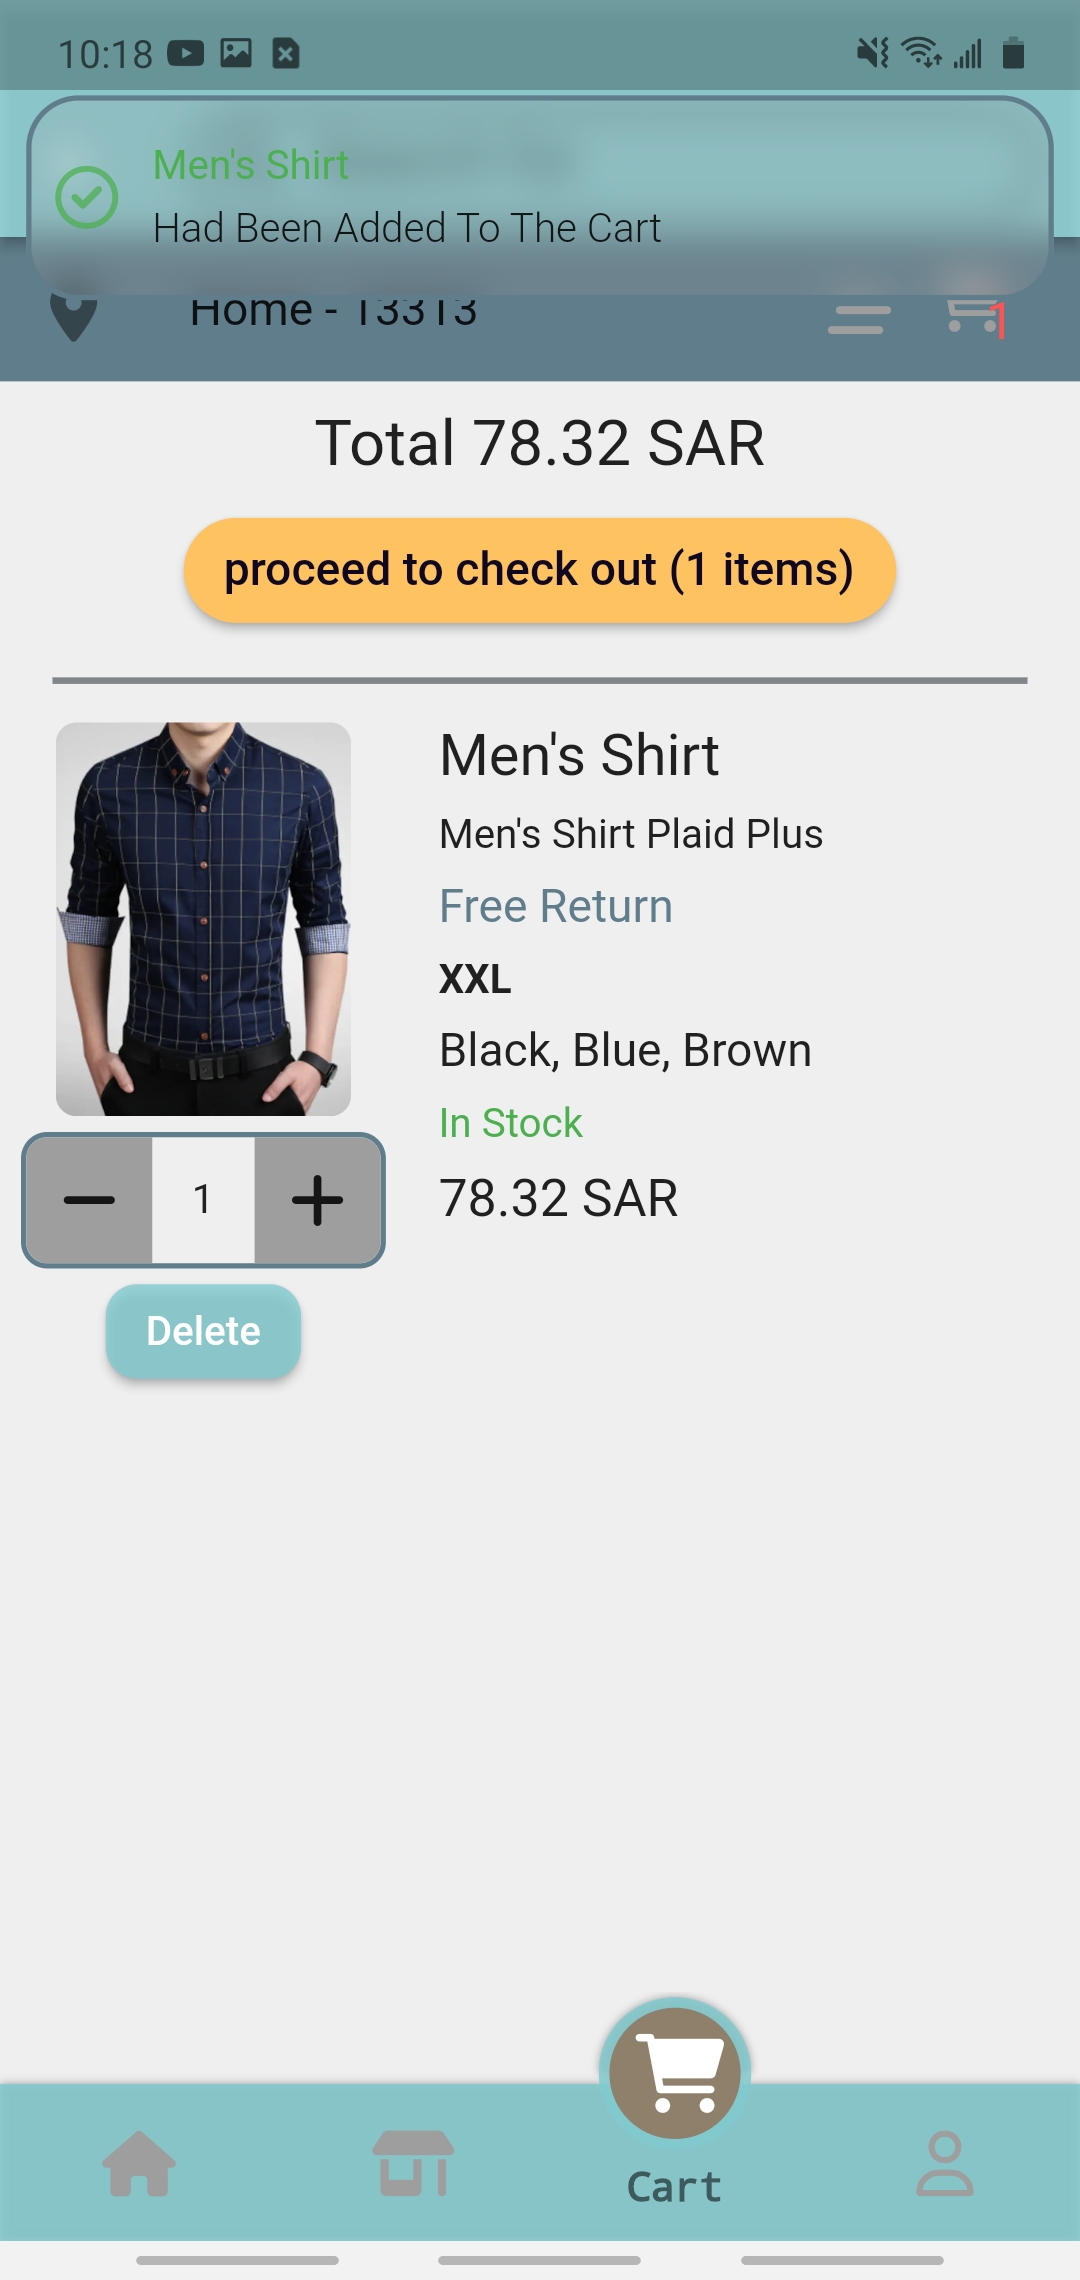 10:18
Men's Shirt
Had Been Added To The Cart
Home - 13313
1
Total 78.32 SAR
proceed to check out (1 items)
Men's Shirt
Men's Shirt Plaid Plus
Free Return
XXL
Black, Blue, Brown
In Stock
1
78.32 SAR
Delete
Cart